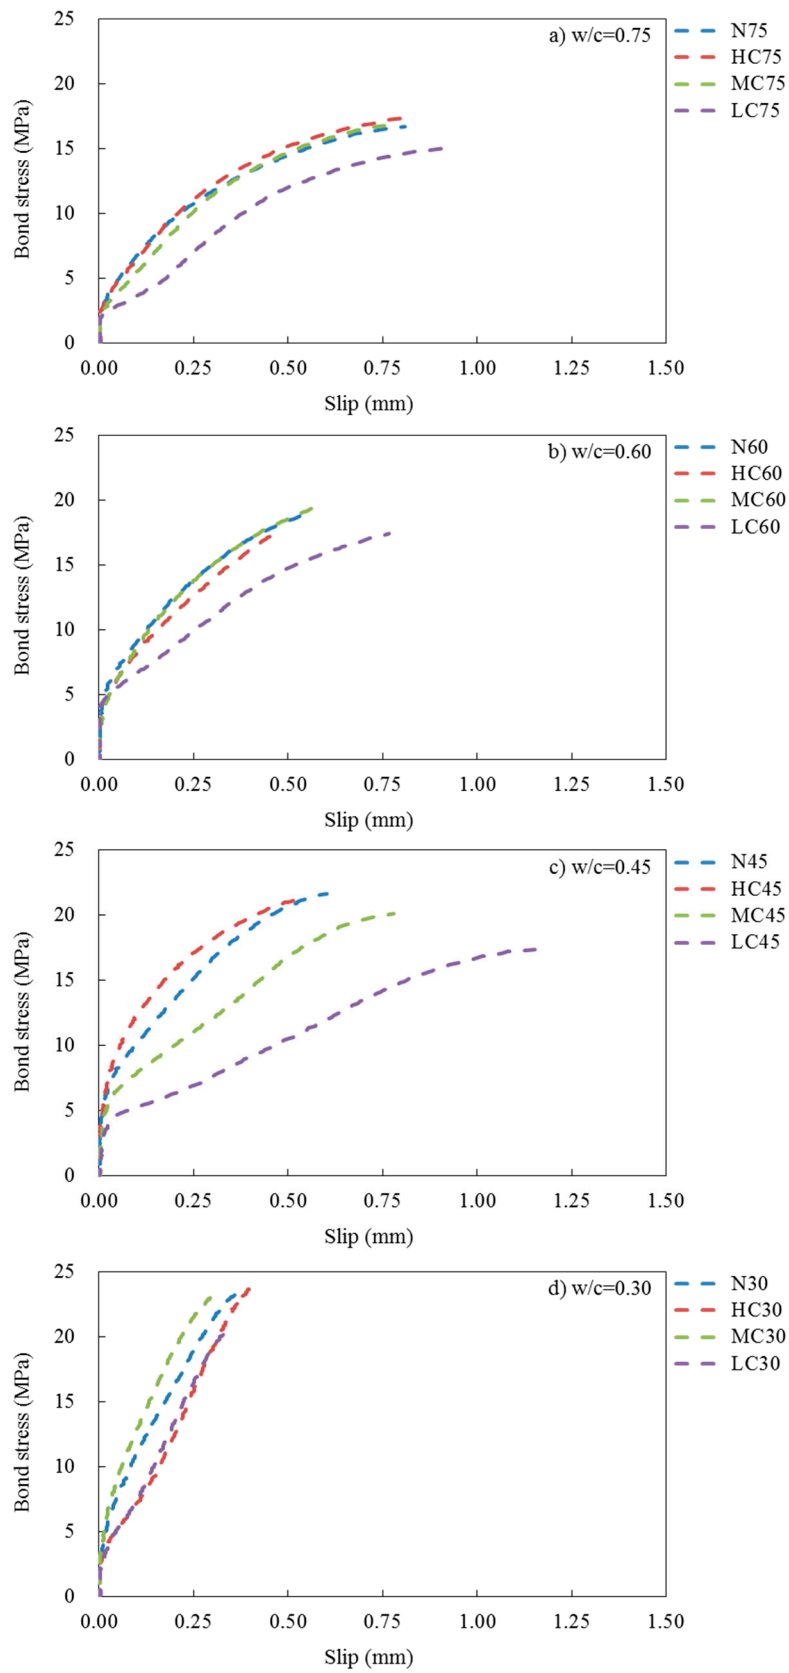 25
a) w/c=0.75
N75
HC75
MC75
LC75
20
15
10
5
0
Bond stress (MPa)
0.00 0.25 0.50 0.75 1.00 1.25 1.50
Slip (mm)
25
b) w/c=0.60
N60
HC60
MC60
LC60
20
15
10
5
0
Bond stress (MPa)
0.00 0.25 0.50 0.75 1.00 1.25 1.50
Slip (mm)
25
c) w/c=0.45
N45
HC45
MC45
LC45
20
15
10
5
0
Bond stress (MPa)
0.00 0.25 0.50 0.75 1.00 1.25 1.50
Slip (mm)
25
d) w/c=0.30
N30
HC30
MC30
LC30
20
15
10
5
0
Bond stress (MPa)
0.00 0.25 0.50 0.75 1.00 1.25 1.50
Slip (mm)